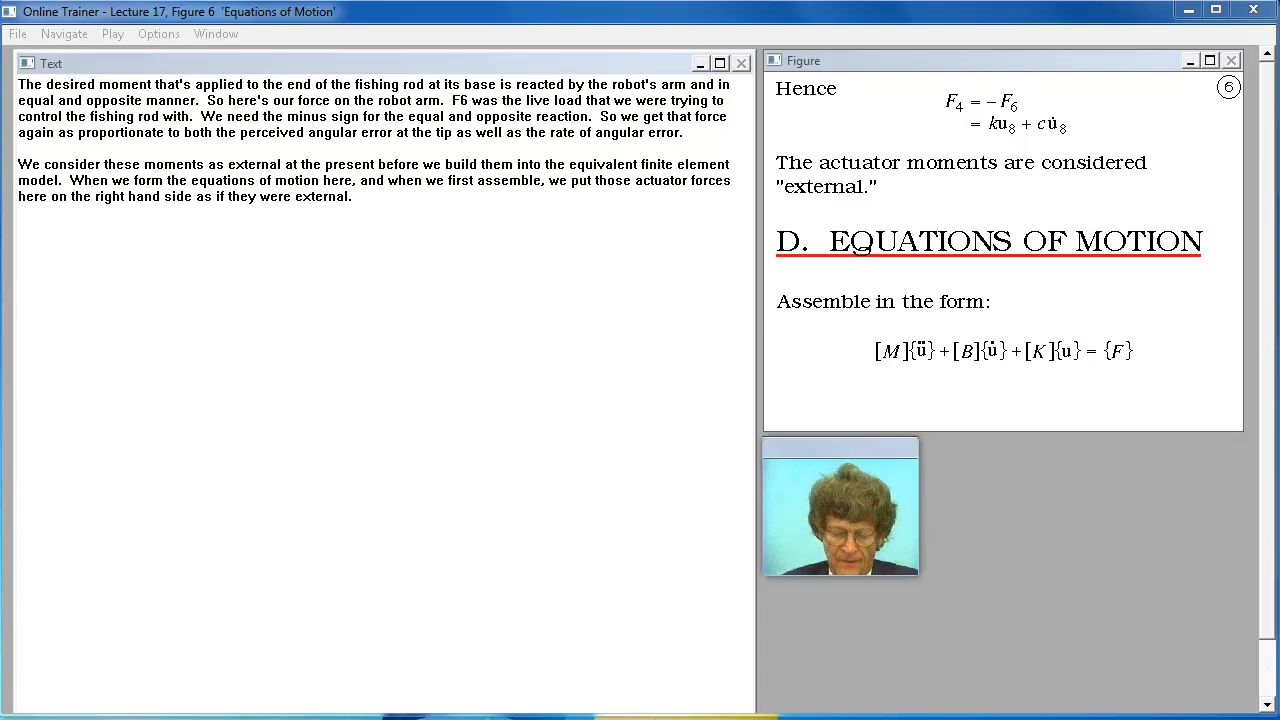 Online Trainer - Lecture 17, Figure 6 'Equations of Motion'
File Navigate Play Options Window
Text
The desired moment that's applied to the end of the fishing rod at its base is reacted by the robot's arm and in
equal and opposite manner. So here's our force on the robot arm. F6 was the live load that we were trying to
control the fishing rod with. We need the minus sign for the equal and opposite reaction. So we get that force
again as proportionate to both the perceived angular error at the tip as well as the rate of angular error.
We consider these moments as external at the present before we build them into the equivalent finite element
model. When we form the equations of motion here, and when we first assemble, we put those actuator forces
here on the right hand side as if they were external.
Figure
Hence
6
F₄ = – F₆
= ku₈ + cu̇₈
The actuator moments are considered
"external."
D. EQUATIONS OF MOTION
Assemble in the form:
[M]{ü} + [B]{u̇} + [K]{u} = {F}